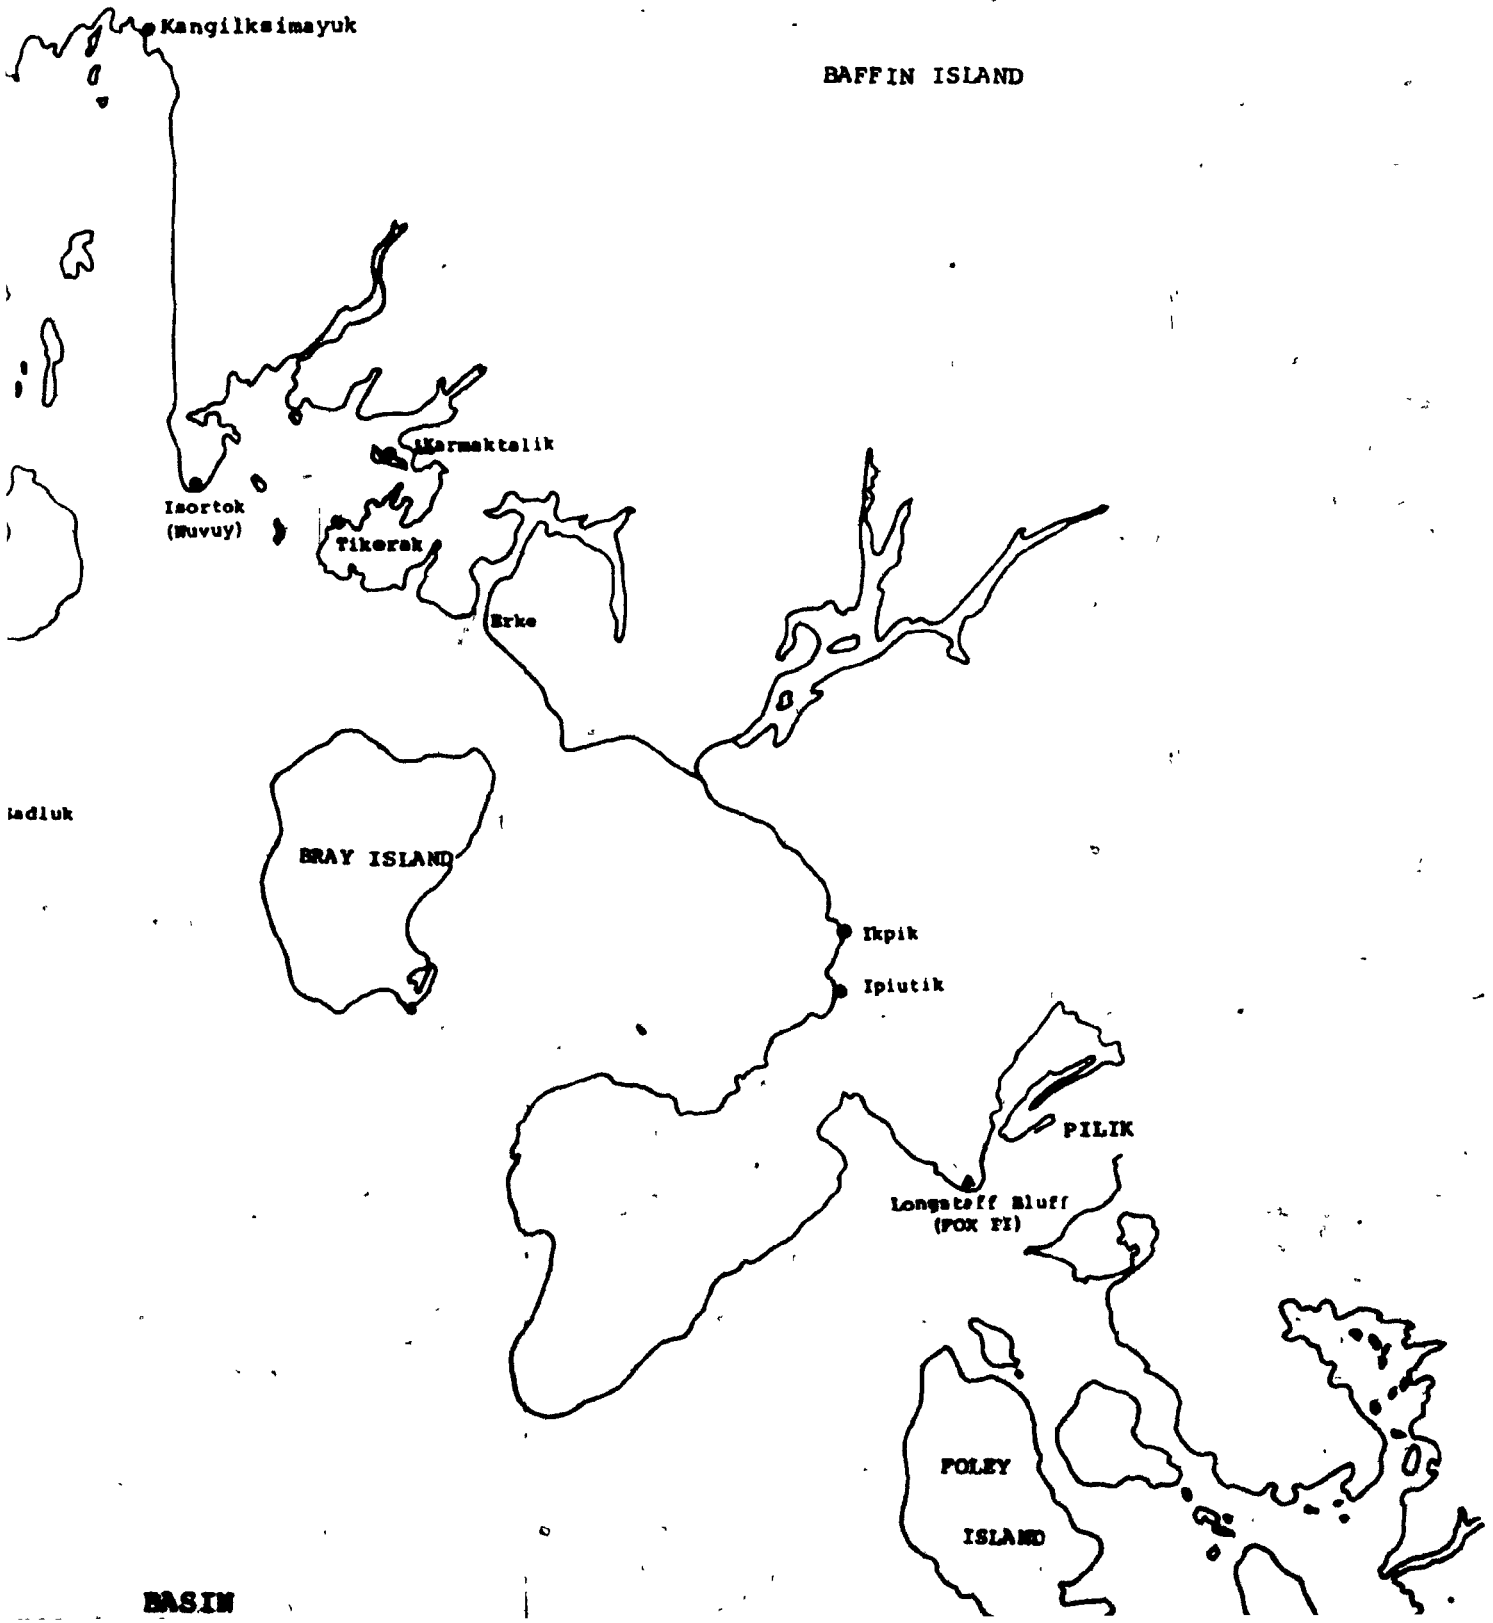 Kangilksimayuk
BAFFIN ISLAND
Karmaktalik
Isortok
(Nuvuy)
Tikerak
Erke
adluk
BRAY ISLAND
Ikpik
Ipiutik
PILIK
Longstaff Bluff
(FOX FI)
FOLEY
ISLAND
BASIN